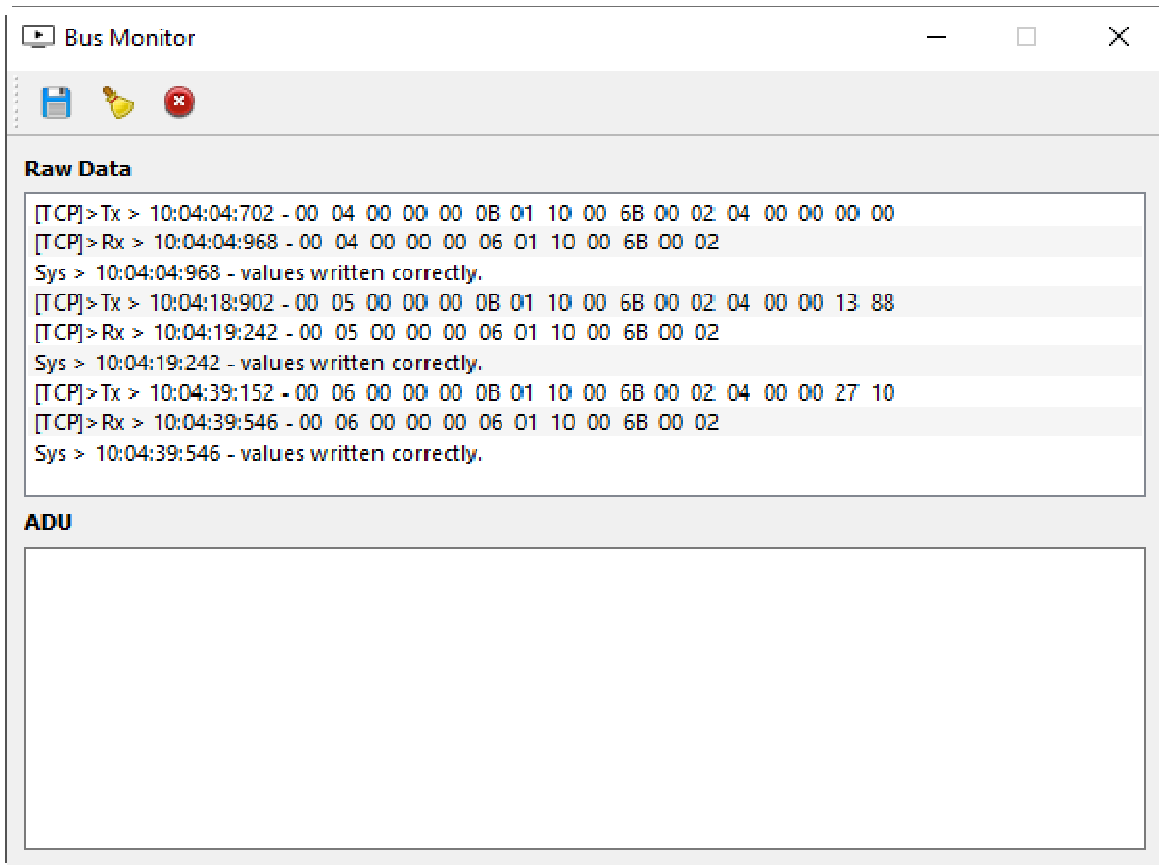 Bus Monitor
Raw Data
[TCP]>Tx > 10:04:04:702 - 00 04 00 00 00 0B 01 10 00 6B 00 02 04 00 00 00 00
[TCP]>Rx > 10:04:04:968 - 00 04 00 00 00 06 01 10 00 6B 00 02
Sys > 10:04:04:968 - values written correctly.
[TCP]>Tx > 10:04:18:902 - 00 05 00 00 00 0B 01 10 00 6B 00 02 04 00 00 13 88
[TCP]>Rx > 10:04:19:242 - 00 05 00 00 00 06 01 10 00 6B 00 02
Sys > 10:04:19:242 - values written correctly.
[TCP]>Tx > 10:04:39:152 - 00 06 00 00 00 0B 01 10 00 6B 00 02 04 00 00 27 10
[TCP]>Rx > 10:04:39:546 - 00 06 00 00 00 06 01 10 00 6B 00 02
Sys > 10:04:39:546 - values written correctly.
ADU